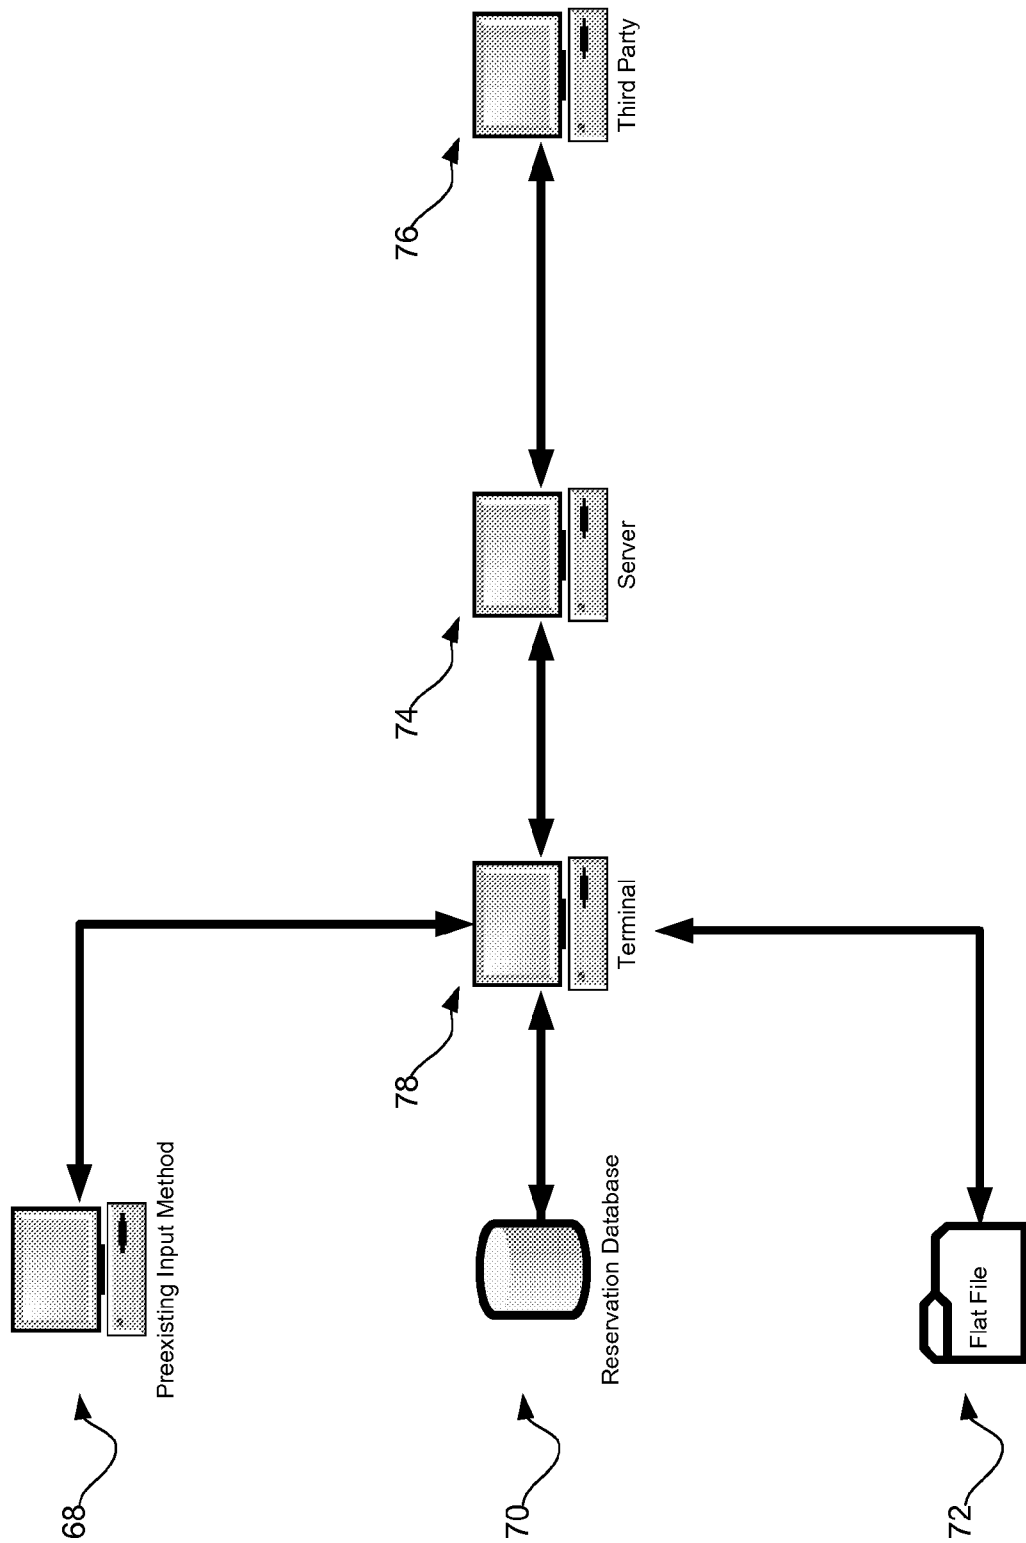 68
Preexisting Input Method
70
Reservation Database
72
Flat File
78
Terminal
74
Server
76
Third Party